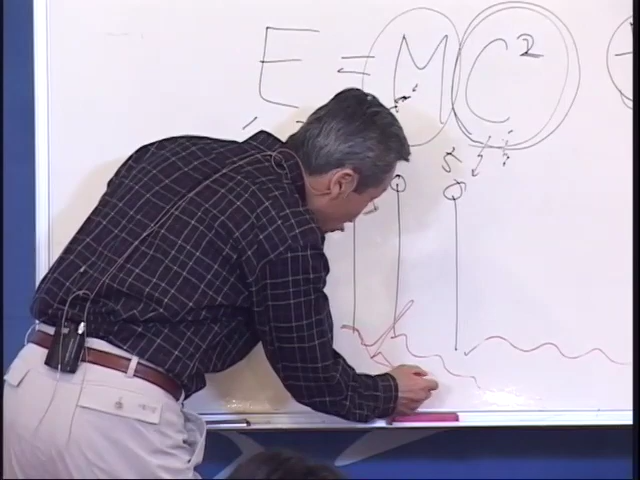 E = MC²